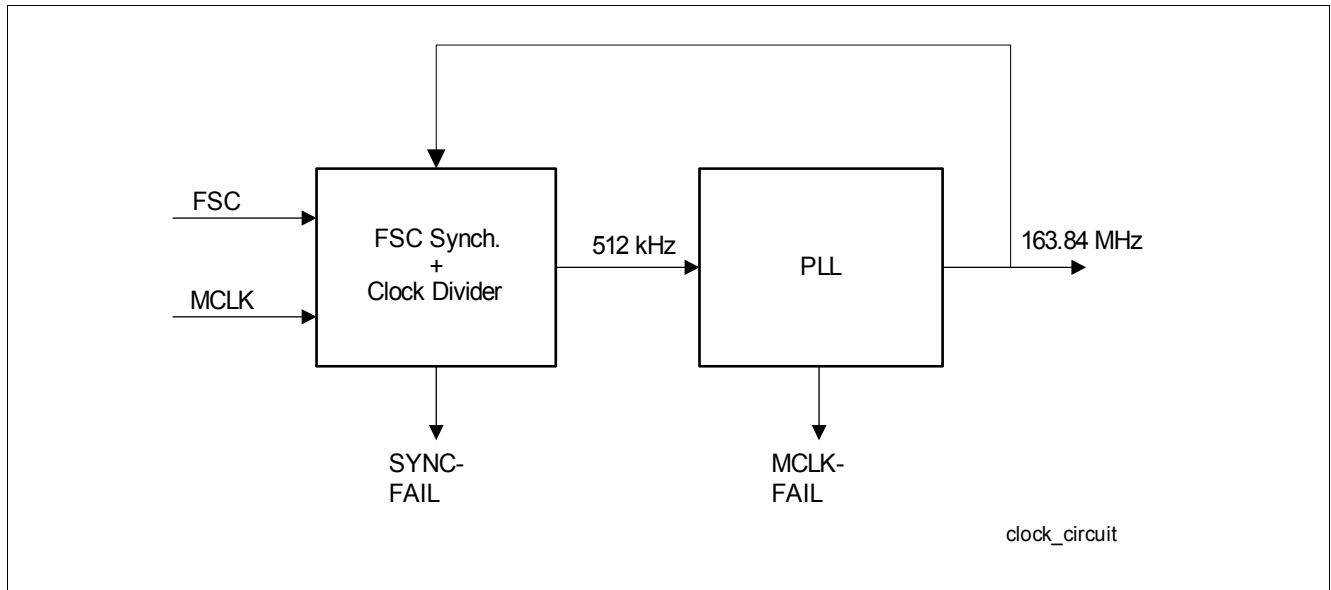 FSC
MCLK
FSC Synch.
+
Clock Divider
512 kHz
PLL
163.84 MHz
SYNC-
FAIL
MCLK-
FAIL
clock_circuit